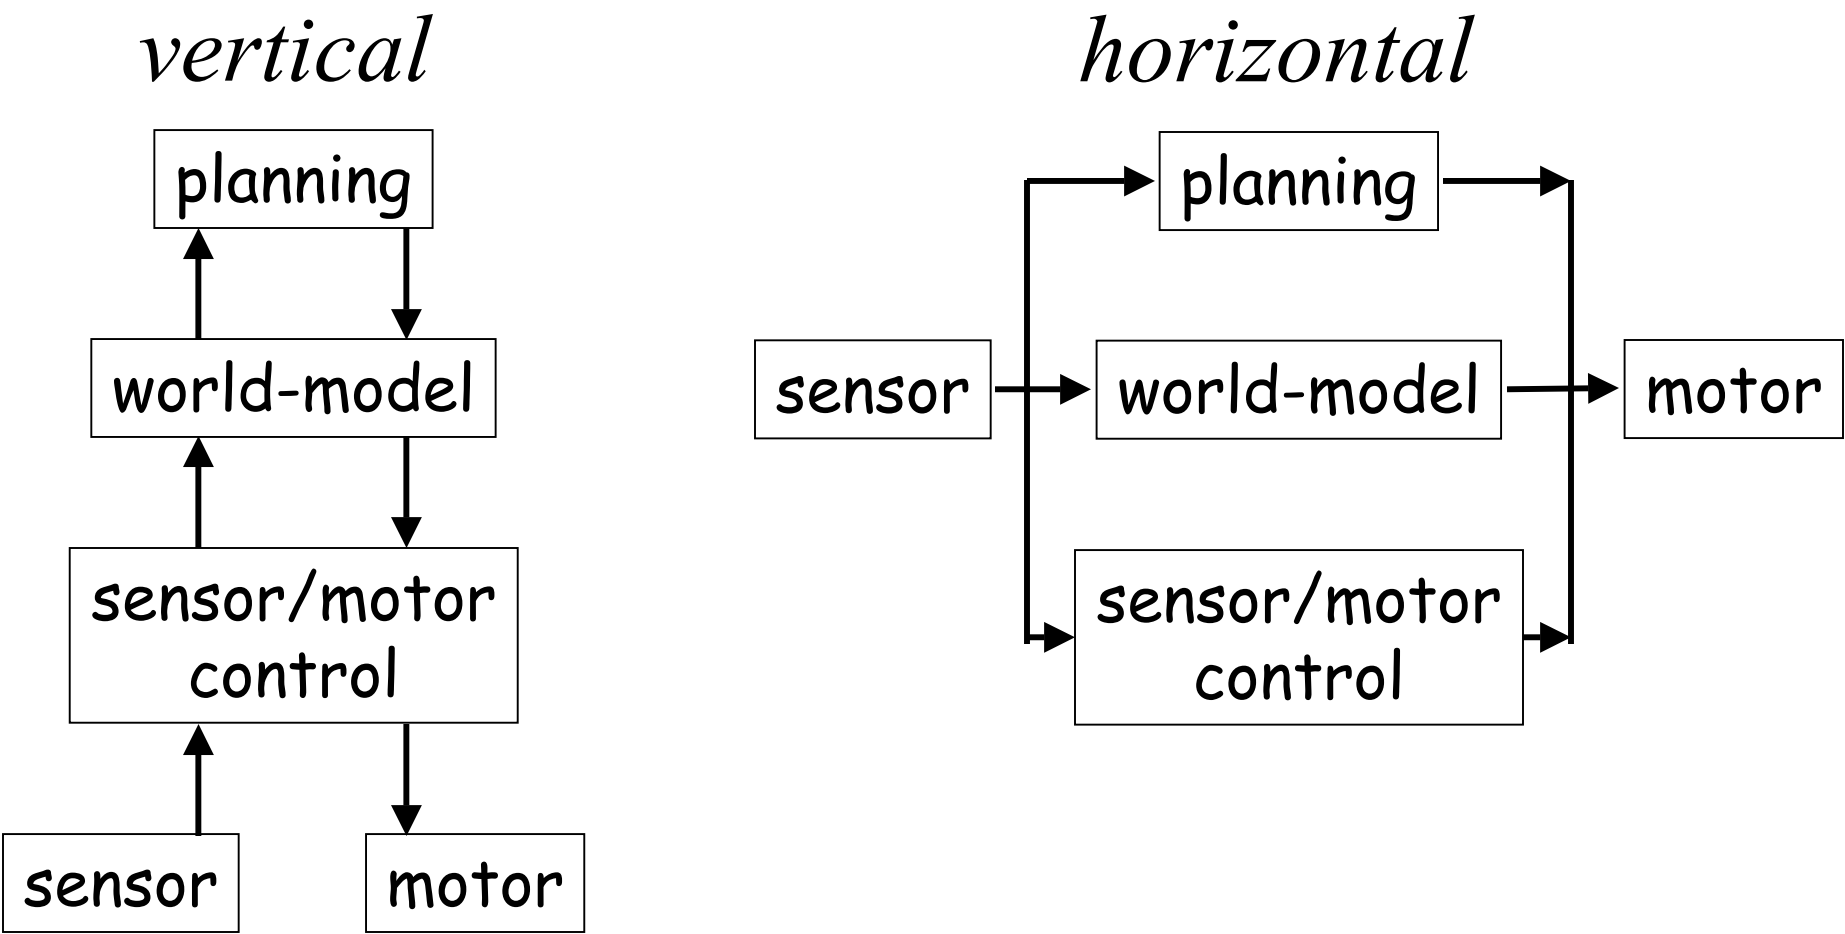 vertical
planning
world-model
sensor/motor
control
sensor
motor
horizontal
planning
sensor
world-model
motor
sensor/motor
control